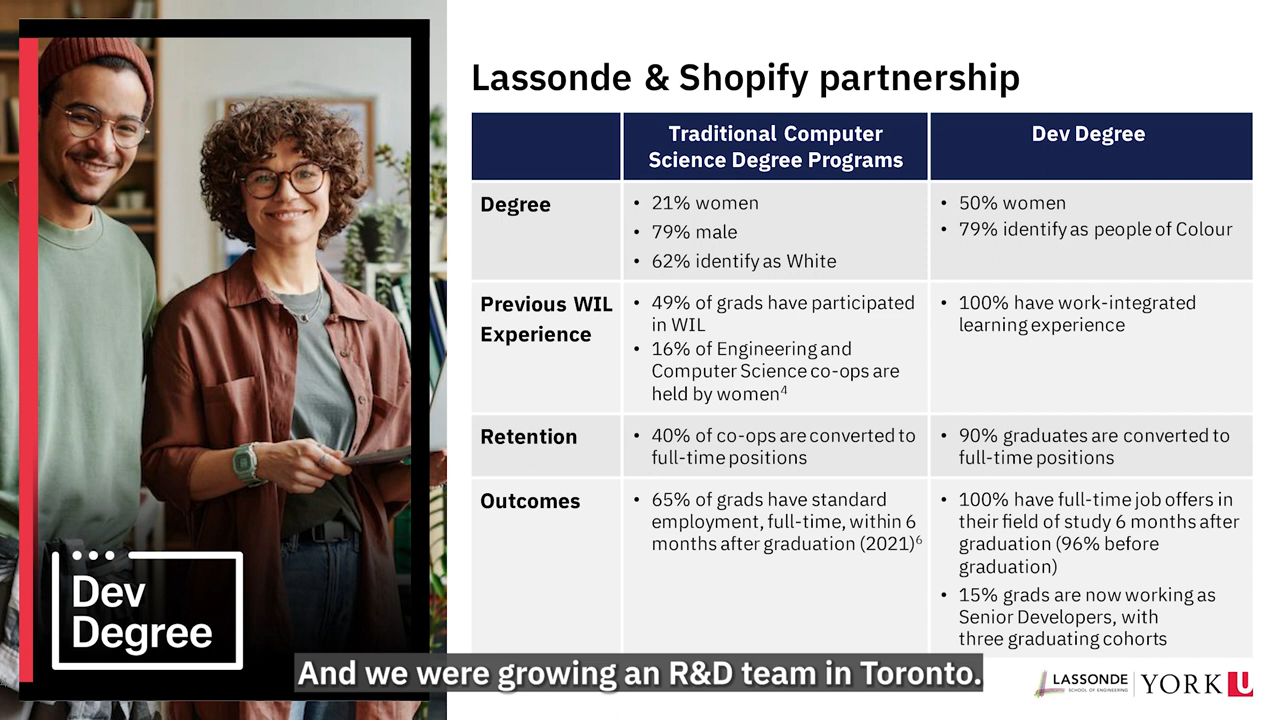 Lassonde & Shopify partnership
Traditional Computer
Science Degree Programs
Dev Degree
Degree
• 21% women
• 79% male
• 62% identify as White
• 50% women
• 79% identify as people of Colour
Previous WIL
Experience
• 49% of grads have participated
in WIL
• 16% of Engineering and
Computer Science co-ops are
held by women⁴
• 100% have work-integrated
learning experience
Retention
• 40% of co-ops are converted to
full-time positions
• 90% graduates are converted to
full-time positions
Outcomes
• 65% of grads have standard
employment, full-time, within 6
months after graduation (2021)⁶
• 100% have full-time job offers in
their field of study 6 months after
graduation (96% before
graduation)
• 15% grads are now working as
Senior Developers, with
three graduating cohorts
Dev
Degree
And we were growing an R&D team in Toronto.
LASSONDE
SCHOOL OF ENGINEERING
YORK U